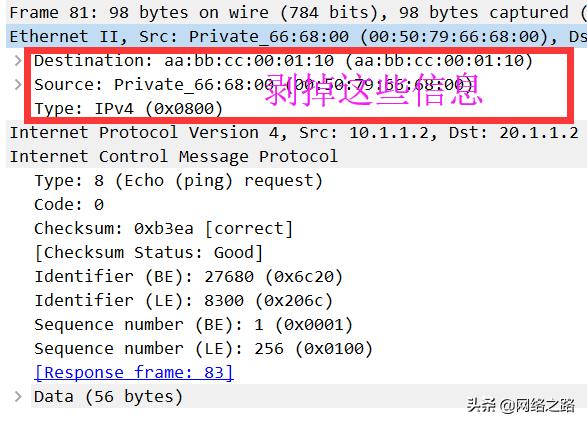 Frame 81: 98 bytes on wire (784 bits), 98 bytes captured (
Ethernet II, Src: Private_66:68:00 (00:50:79:66:68:00), Ds
Destination: aa:bb:cc:00:01:10 (aa:bb:cc:00:01:10)
Source: Private_66:68:00 (00:50:79:66:68:00)
剥掉这些信息
Type: IPv4 (0x0800)
Internet Protocol Version 4, Src: 10.1.1.2, Dst: 20.1.1.2
Internet Control Message Protocol
Type: 8 (Echo (ping) request)
Code: 0
Checksum: 0xb3ea [correct]
[Checksum Status: Good]
Identifier (BE): 27680 (0x6c20)
Identifier (LE): 8300 (0x206c)
Sequence number (BE): 1 (0x0001)
Sequence number (LE): 256 (0x0100)
[Response frame: 83]
Data (56 bytes)
头条 @网络之路